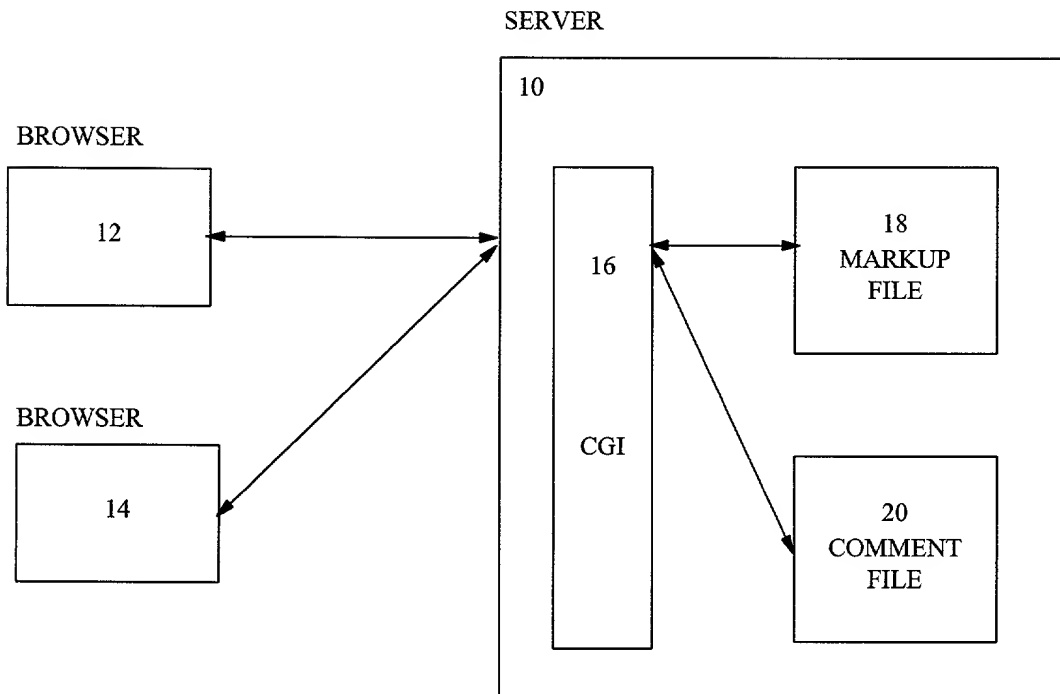 SERVER
10
BROWSER
12
BROWSER
14
16
CGI
18
MARKUP
FILE
20
COMMENT
FILE